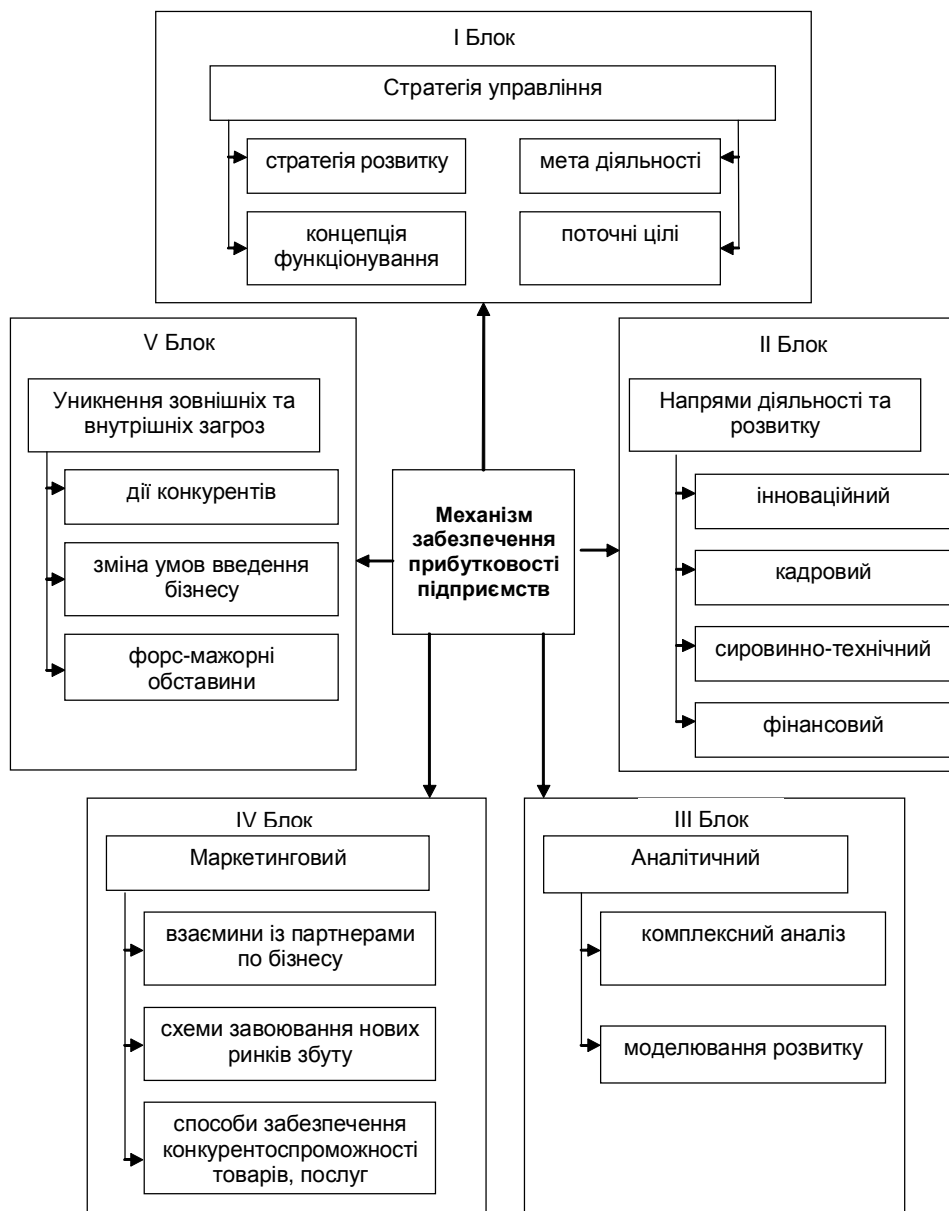 I Блок
Стратегія управління
стратегія розвитку
мета діяльності
концепція
функціонування
поточні цілі
V Блок
Уникнення зовнішніх та
внутрішніх загроз
дії конкурентів
зміна умов введення
бізнесу
форс-мажорні
обставини
Механізм
забезпечення
прибутковості
підприємств
II Блок
Напрями діяльності та
розвитку
інноваційний
кадровий
сировинно-технічний
фінансовий
IV Блок
Маркетинговий
взаємини із партнерами
по бізнесу
схеми завоювання нових
ринків збуту
способи забезпечення
конкурентоспроможності
товарів, послуг
III Блок
Аналітичний
комплексний аналіз
моделювання розвитку